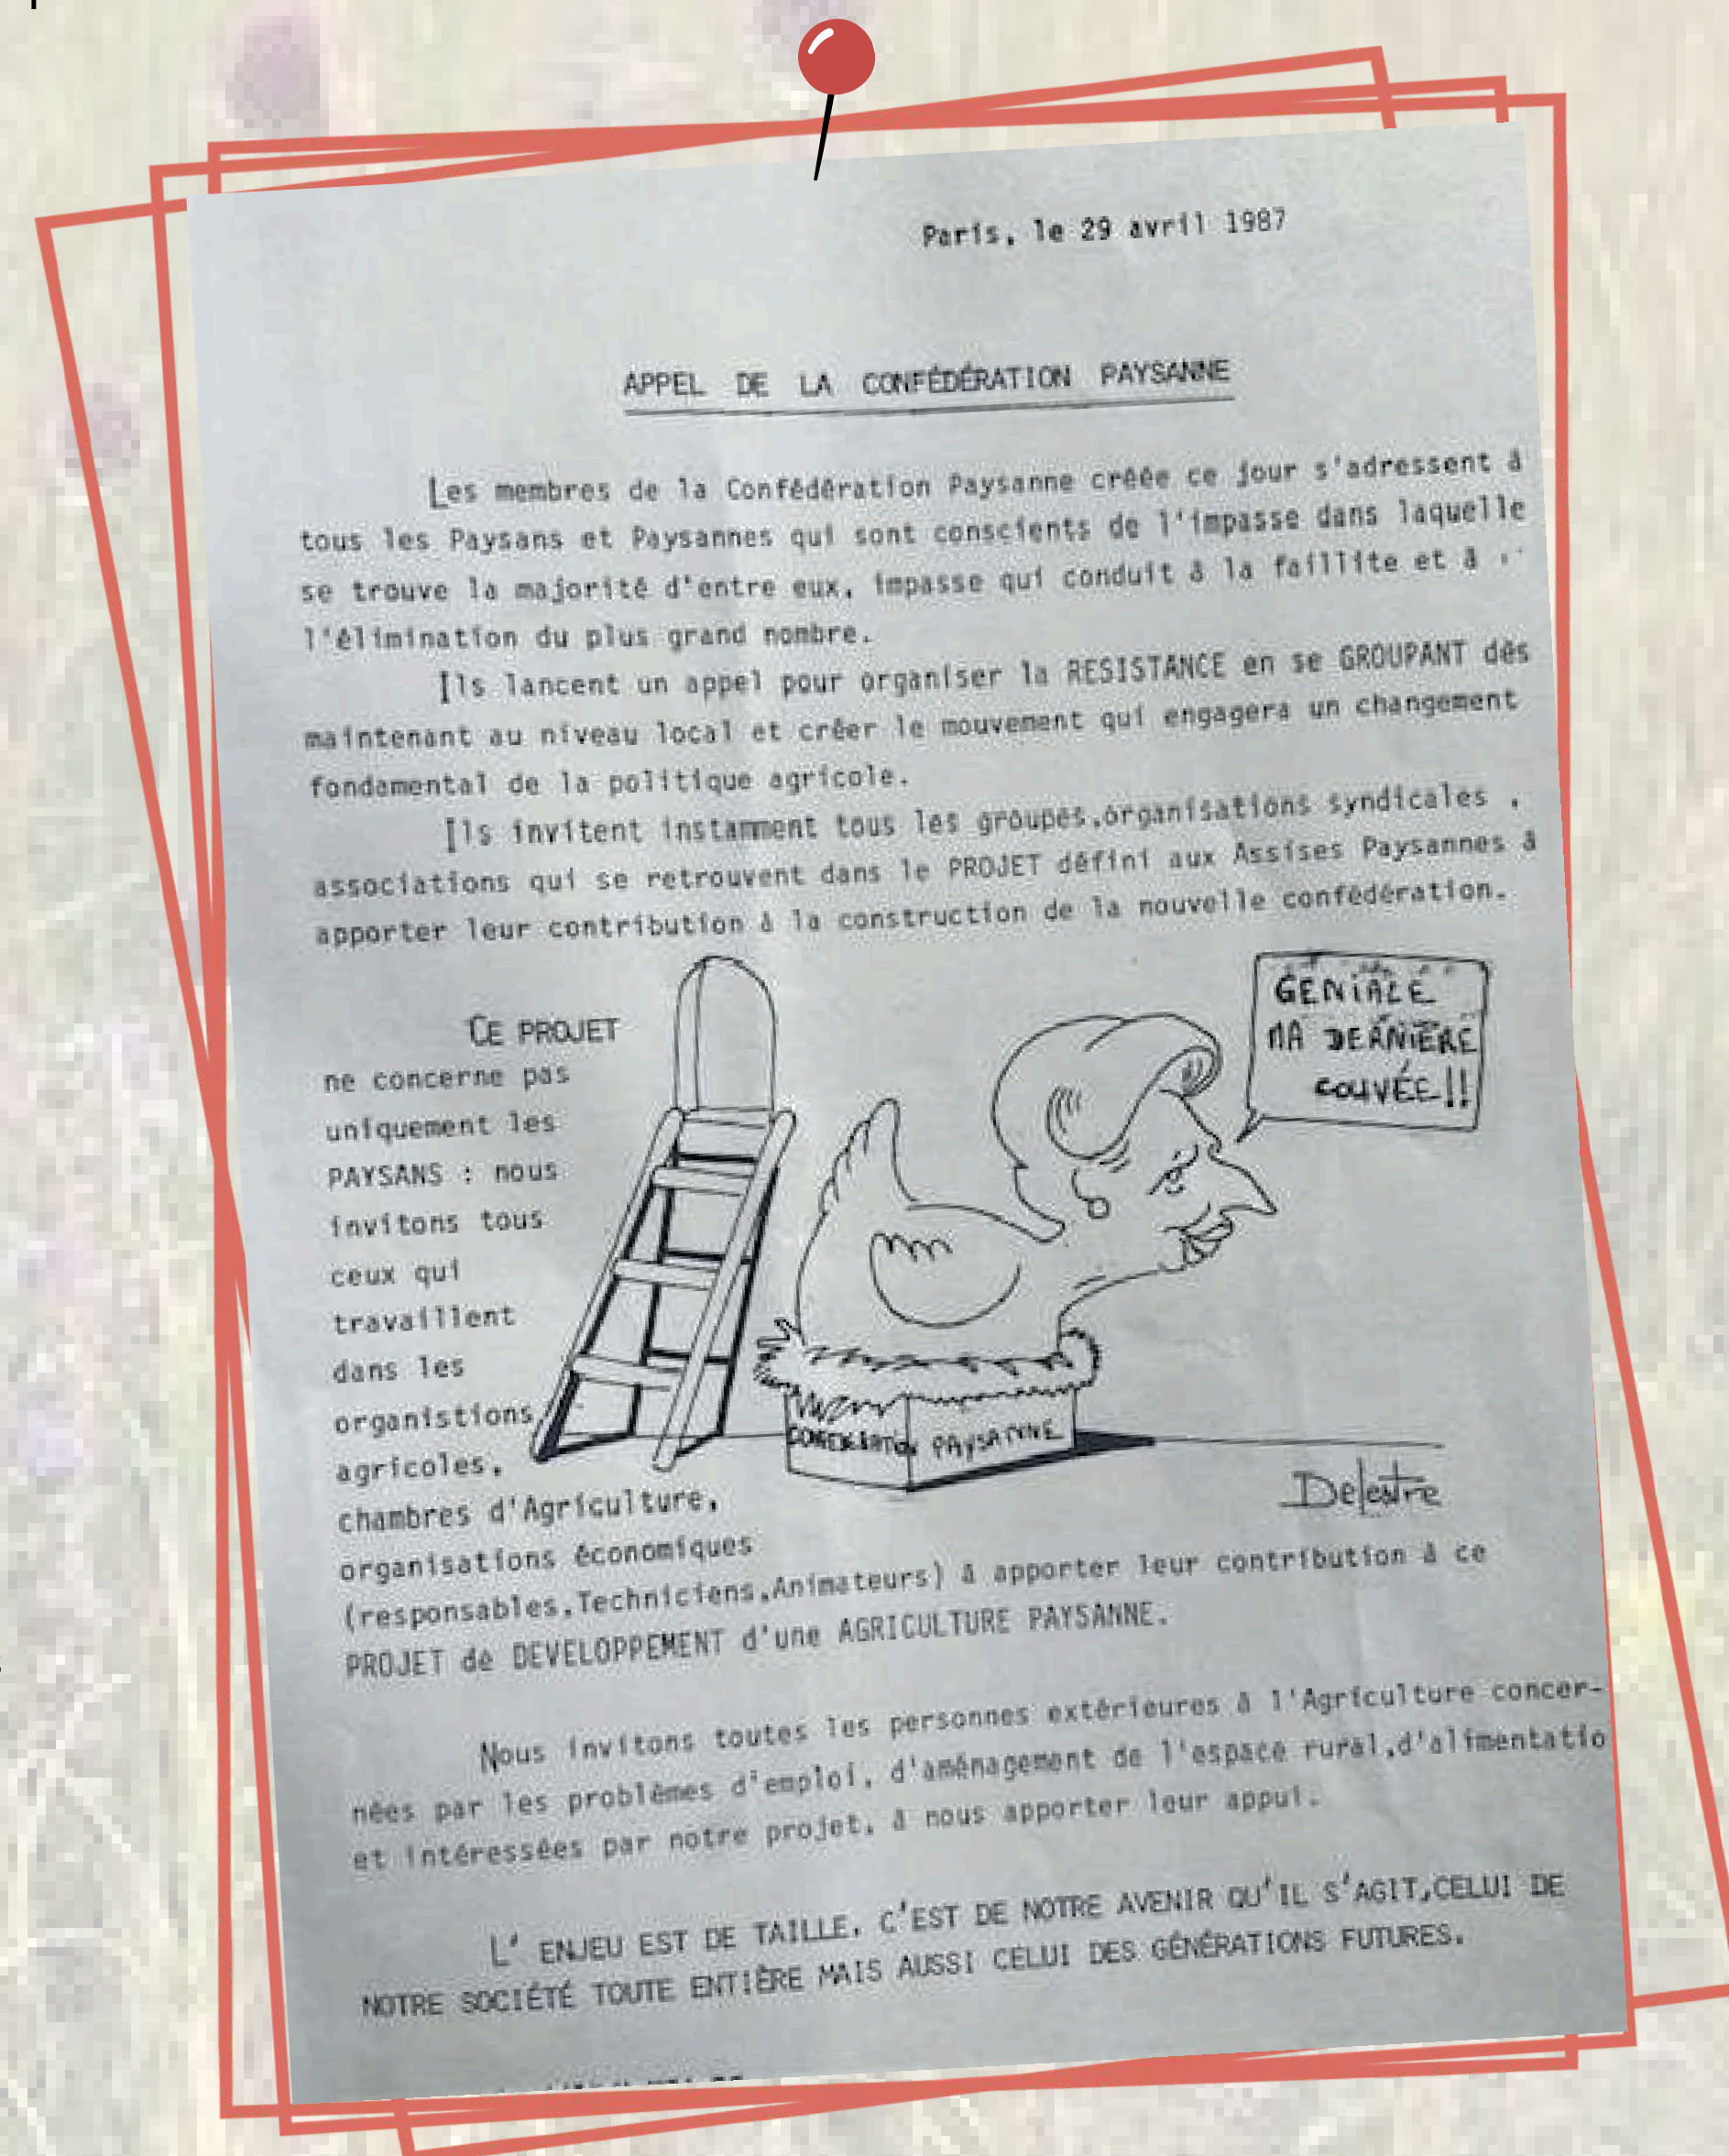 Paris, le 29 avril 1987
APPEL DE LA CONFÉDÉRATION PAYSANNE
Les membres de la Confédération Paysanne créée ce jour s'adressent à
tous les Paysans et Paysannes qui sont conscients de l'impasse dans laquelle
se trouve la majorité d'entre eux, impasse qui conduit à la faillite et à
l'élimination du plus grand nombre.
Ils lancent un appel pour organiser la RESISTANCE en se GROUPANT dès
maintenant au niveau local et créer le mouvement qui engagera un changement
fondamental de la politique agricole.
Ils invitent instamment tous les groupes,organisations syndicales ,
associations qui se retrouvent dans le PROJET défini aux Assises Paysannes à
apporter leur contribution à la construction de la nouvelle confédération.
GÉNIALE
MA DERNIÈRE
COUVÉE!!
CE PROJET
ne concerne pas
uniquement les
PAYSANS : nous
invitons tous
ceux qui
travaillent
dans les
organistions
agricoles,
chambres d'Agriculture,
organisations économiques
(responsables,Techniciens,Animateurs) à apporter leur contribution à ce
PROJET de DEVELOPPEMENT d'une AGRICULTURE PAYSANNE.
CONFEDERATION PAYSANNE
Delestre
Nous invitons toutes les personnes extérieures à l'Agriculture concer-
nées par les problèmes d'emploi, d'aménagement de l'espace rural,d'alimentatio
et intéressées par notre projet, à nous apporter leur appui.
L' ENJEU EST DE TAILLE, C'EST DE NOTRE AVENIR QU'IL S'AGIT,CELUI DE
NOTRE SOCIÉTÉ TOUTE ENTIÈRE MAIS AUSSI CELUI DES GÉNÉRATIONS FUTURES.